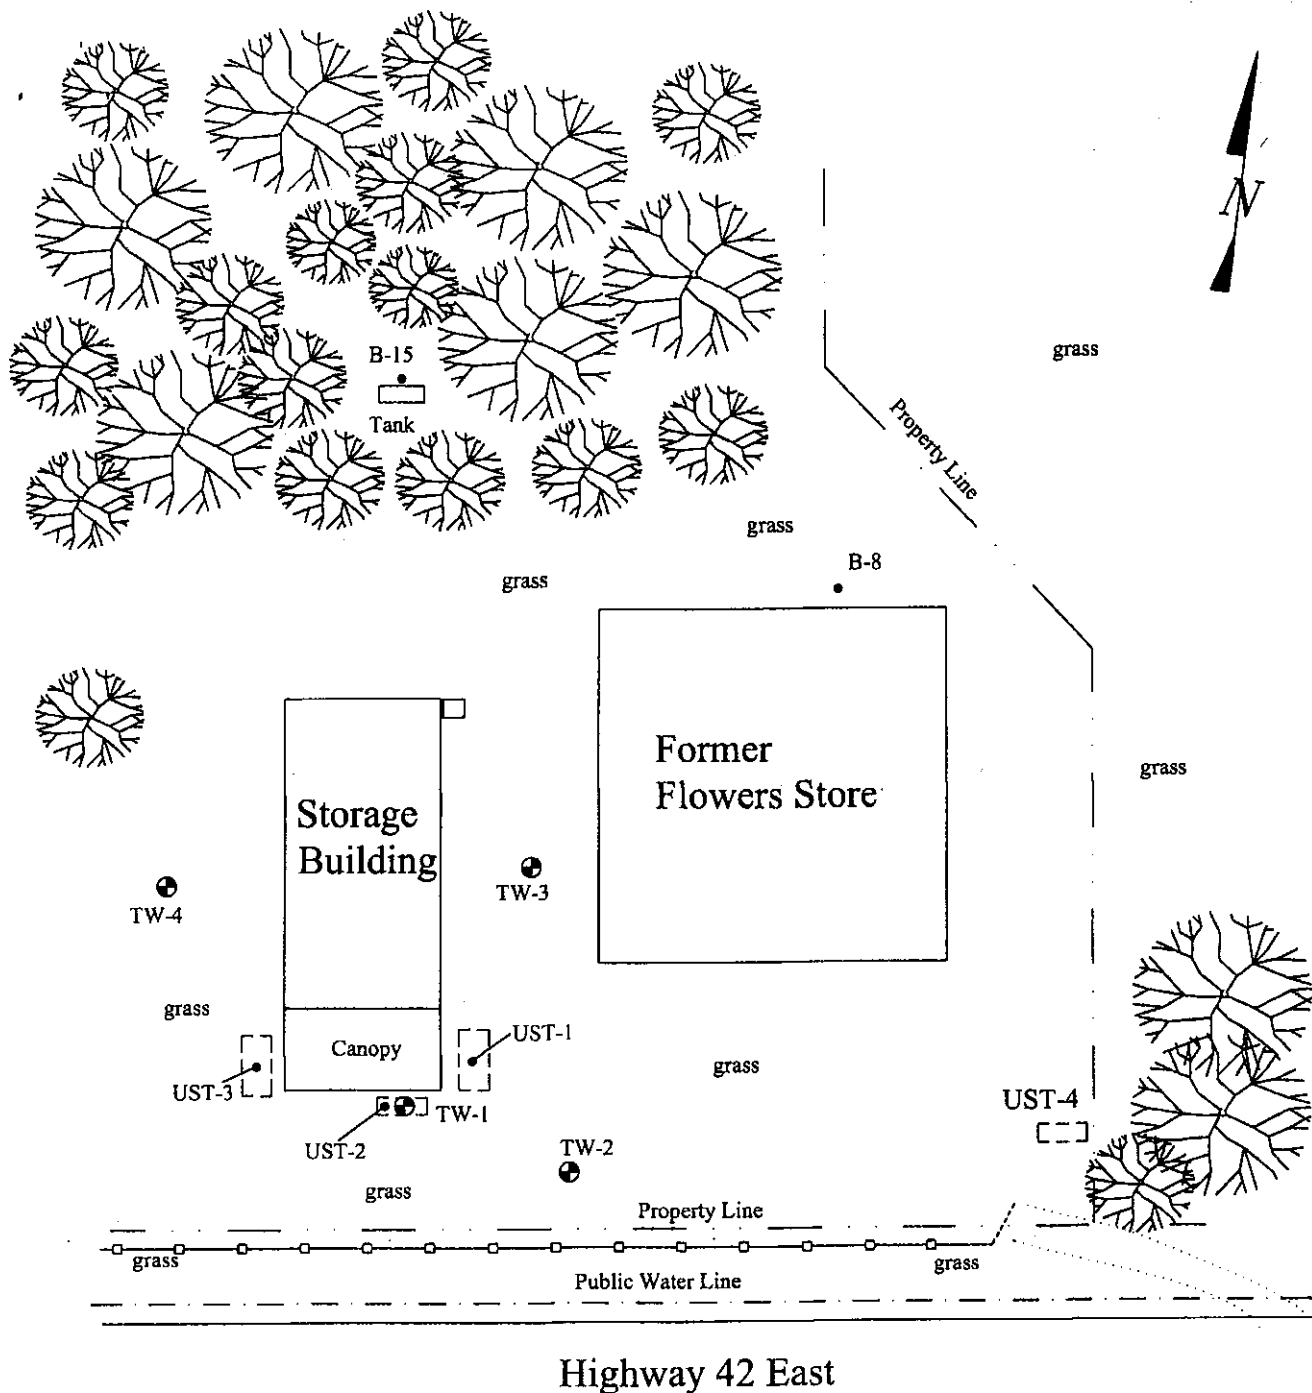 N
B-15
Tank
grass
Property Line
grass
B-8
grass
Former
Flowers Store
grass
Storage
Building
TW-3
TW-4
grass
UST-1
Canopy
UST-3
grass
UST-4
TW-1
UST-2
TW-2
grass
Property Line
grass
grass
Public Water Line
Highway 42 East